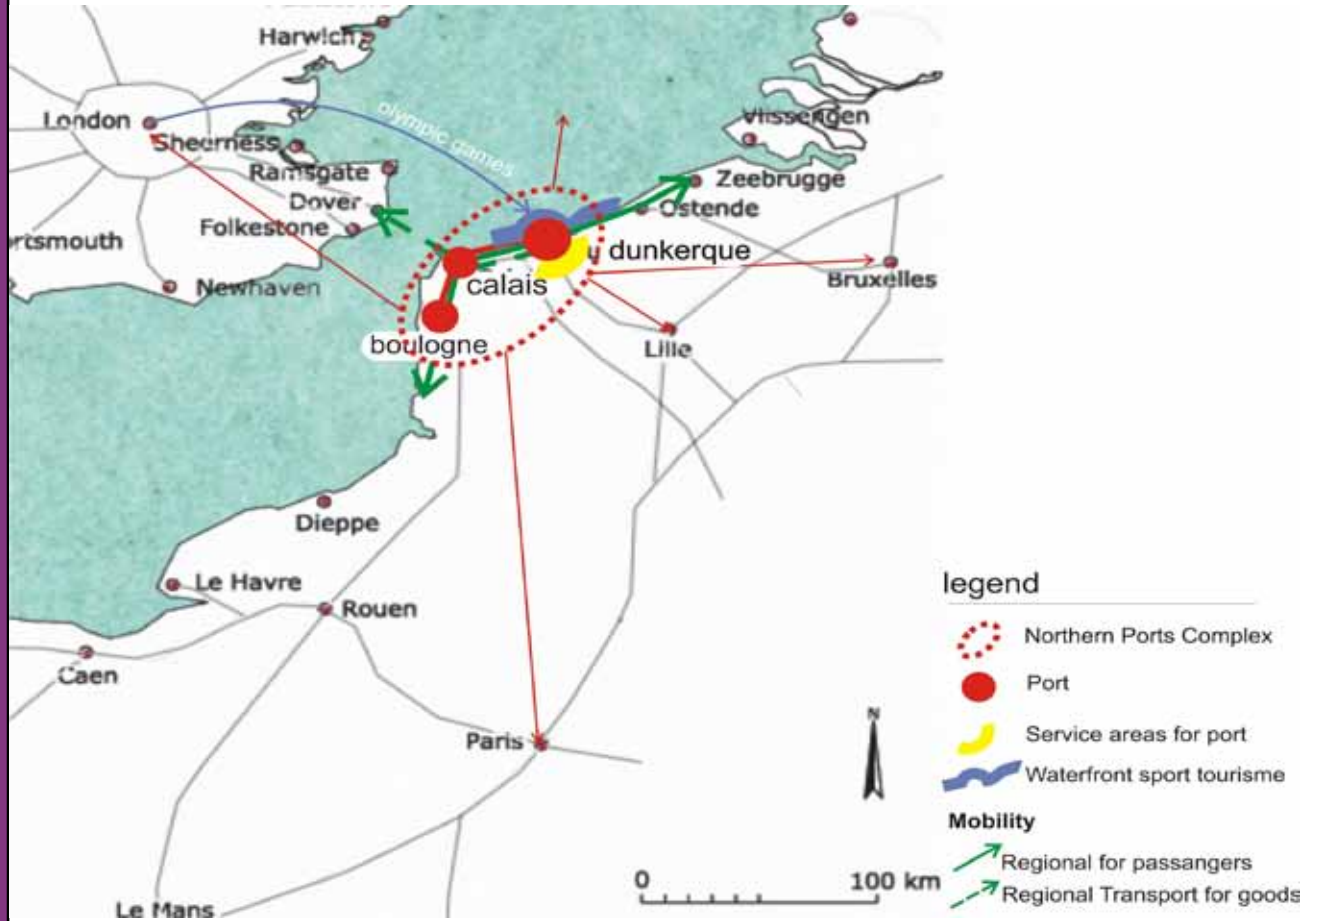 Harwich
London
Sheerness
olympic games
Vlissengen
Ramsgate
Zeebrugge
Dover
Ostende
Folkestone
rtsmouth
dunkerque
Newhaven
calais
Bruxelles
boulogne
Lille
Dieppe
Le Havre
Rouen
Caen
Paris
Le Mans
0 100 km
N
legend
Northern Ports Complex
Port
Service areas for port
Waterfront sport tourisme
Mobility
Regional for passangers
Regional Transport for goods